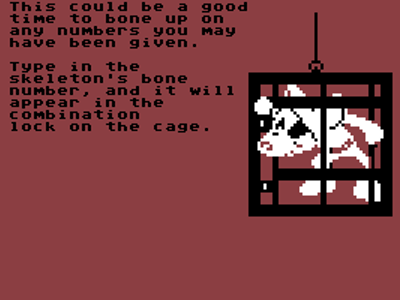 This could be a good
time to bone up on
any numbers you may
have been given.
Type in the
skeleton's bone
number, and it will
appear in the
combination
lock on the cage.